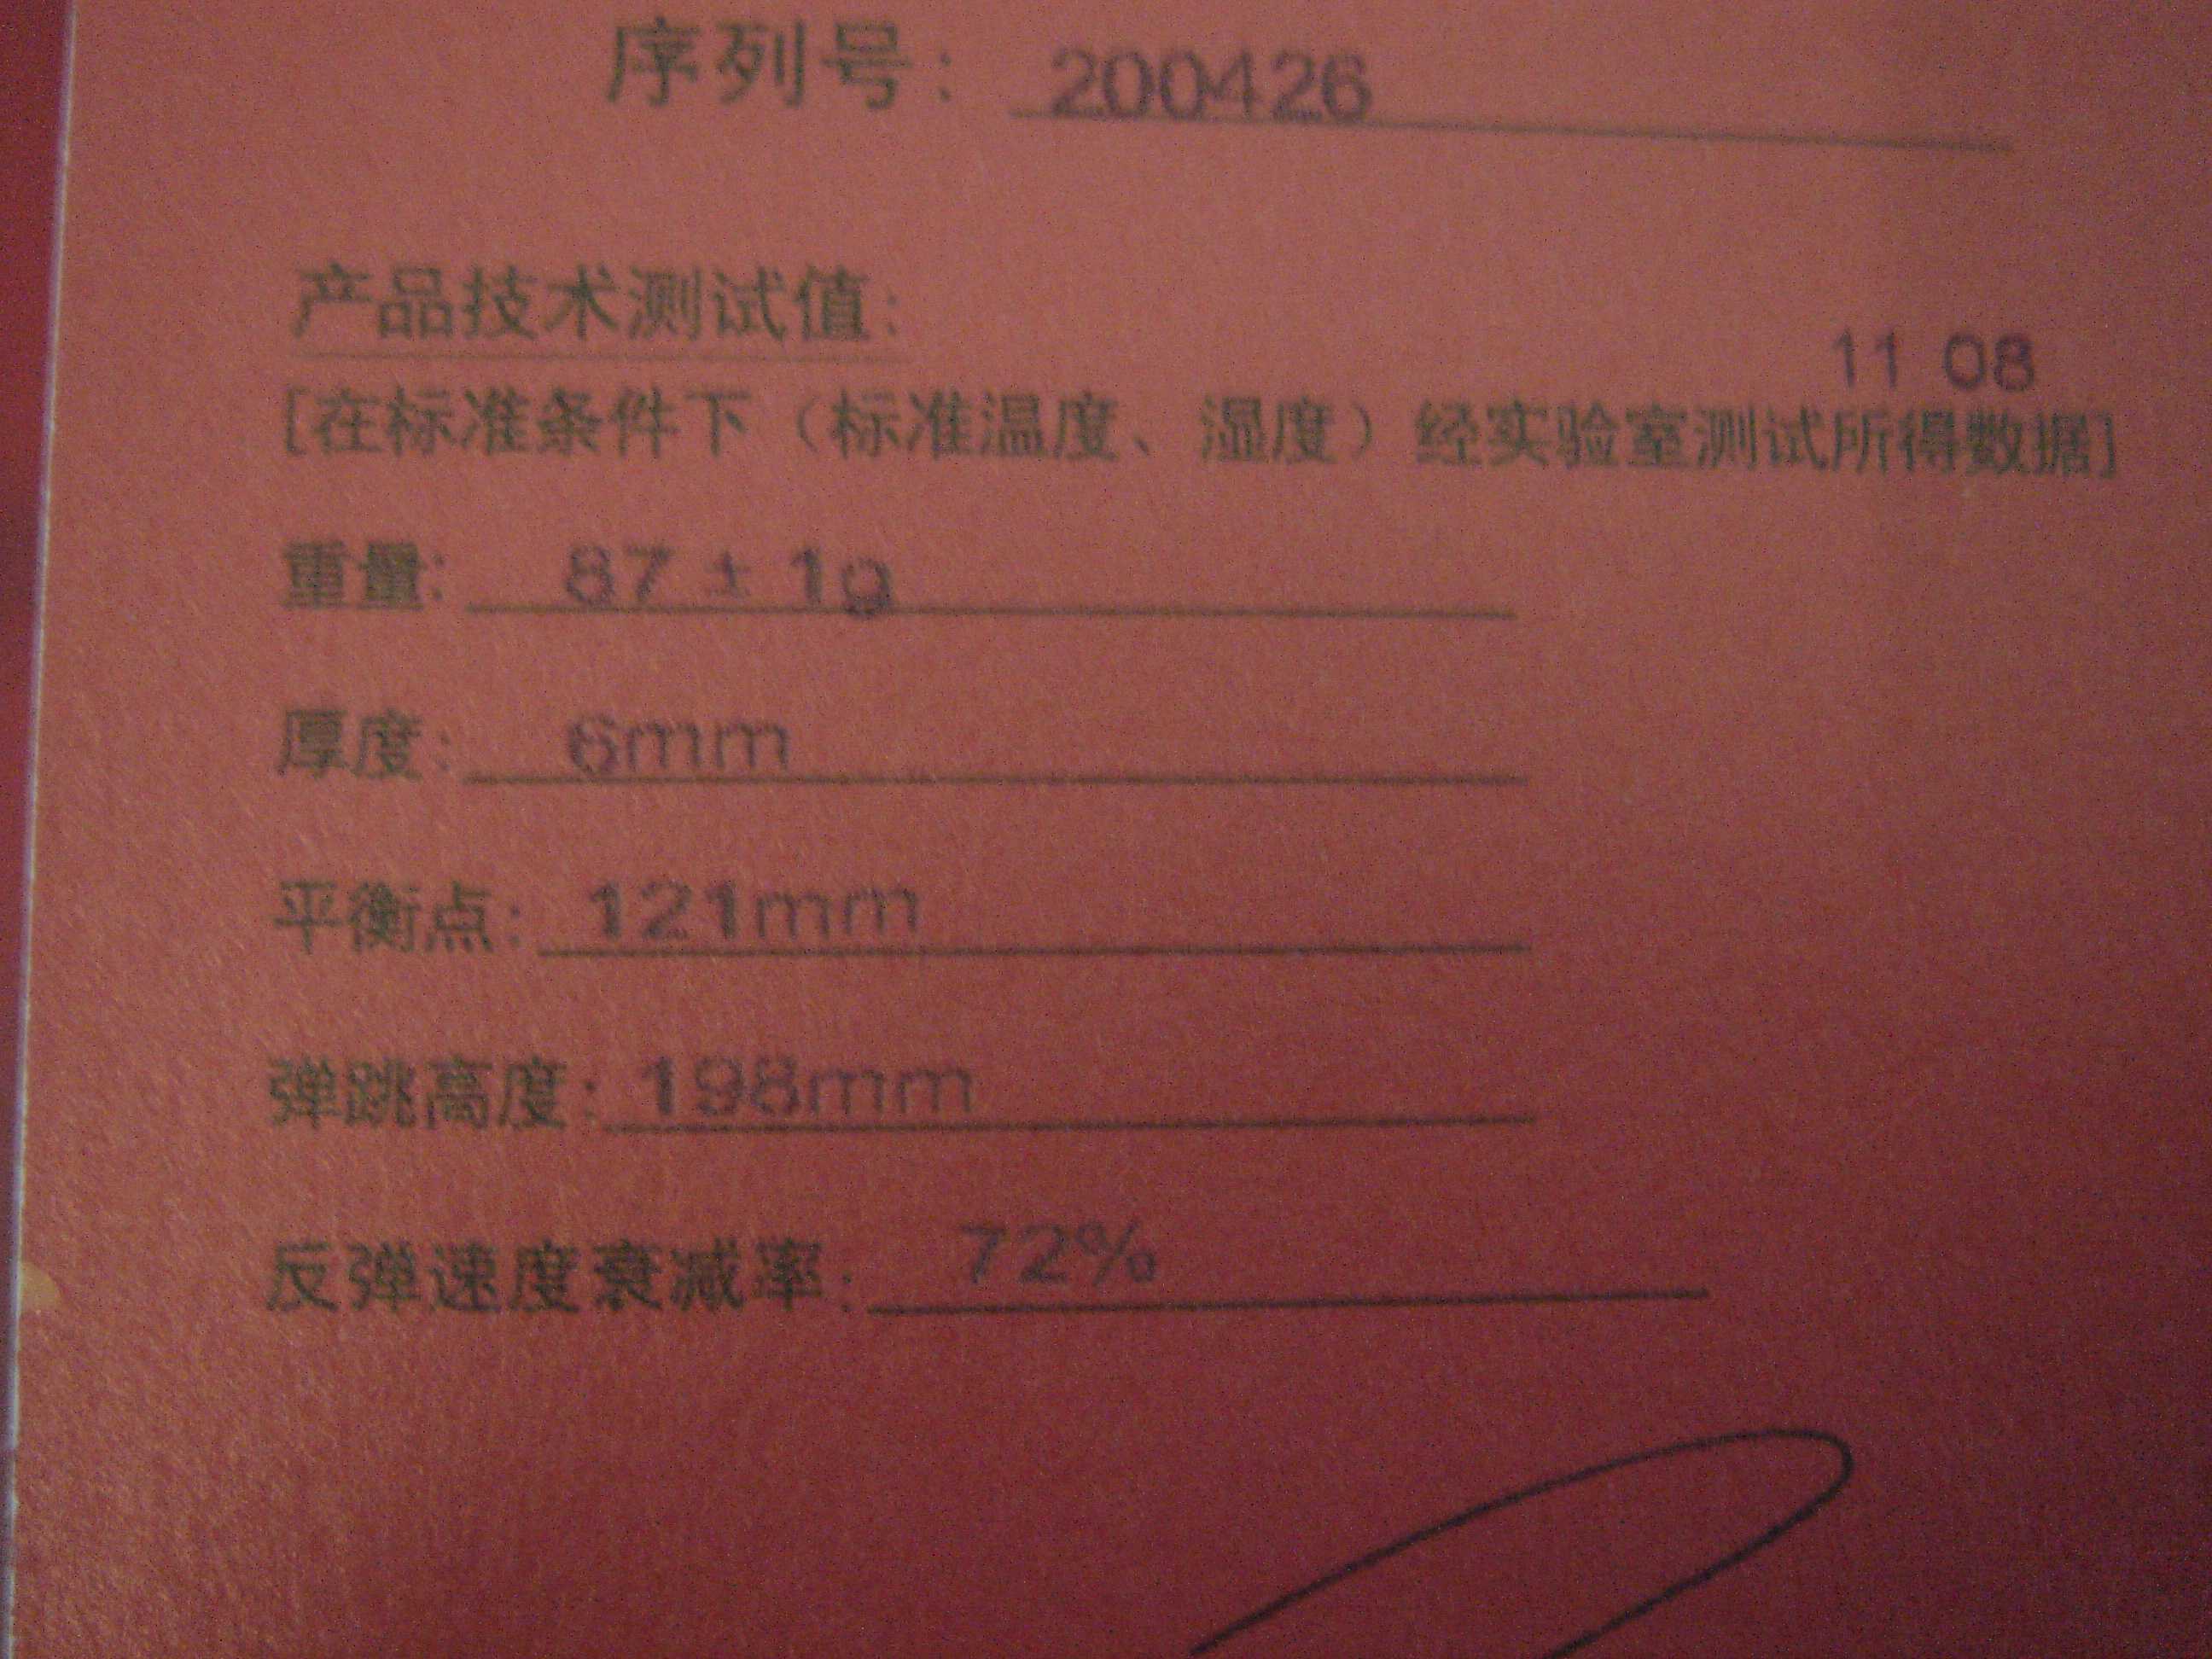 序列号： 200426
产品技术测试值：
11 08
[在标准条件下（标准温度、湿度）经实验室测试所得数据]
重量： 87 ± 1g
厚度： 6mm
平衡点： 121mm
弹跳高度： 198mm
反弹速度衰减率： 72%